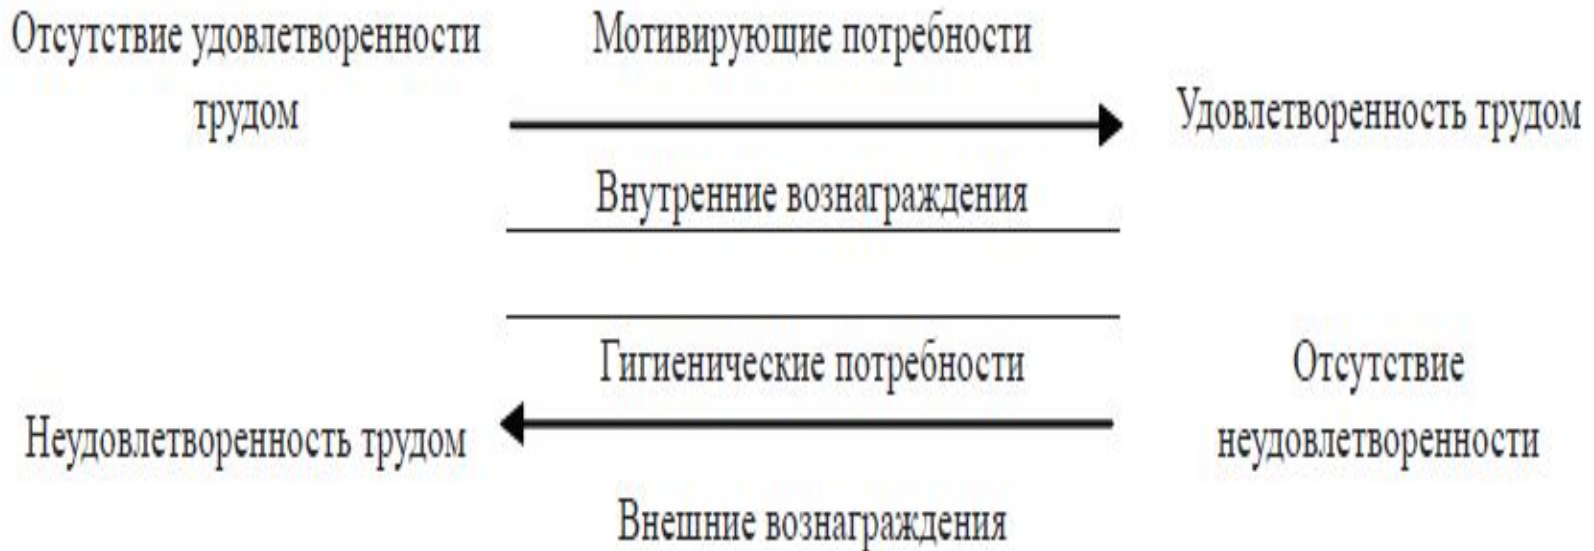 Отсутствие удовлетворенности
трудом
Мотивирующие потребности
Удовлетворенность трудом
Внутренние вознаграждения
Гигиенические потребности
Неудовлетворенность трудом
Отсутствие
неудовлетворенности
Внешние вознаграждения